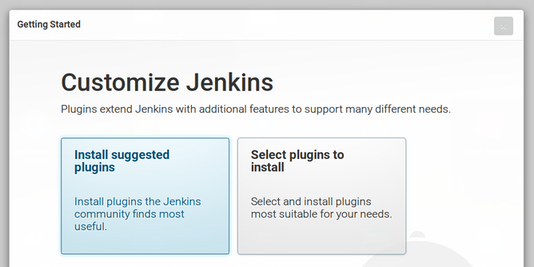 Getting Started
Customize Jenkins
Plugins extend Jenkins with additional features to support many different needs.
Install suggested
plugins
Install plugins the Jenkins
community finds most
useful.
Select plugins to
install
Select and install plugins
most suitable for your needs.